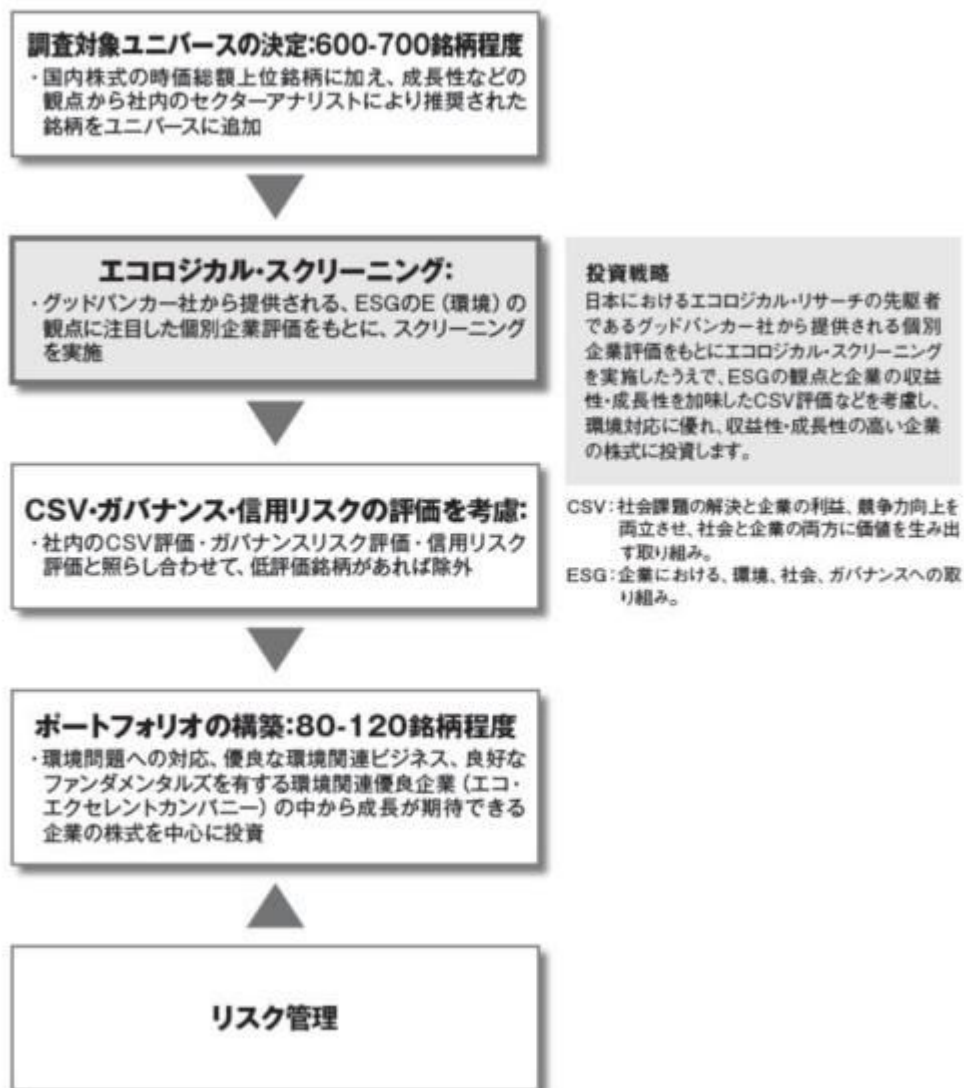 調査対象ユニバースの決定:600-700銘柄程度
・国内株式の時価総額上位銘柄に加え、成長性などの
観点から社内のセクターアナリストにより推奨された
銘柄をユニバースに追加
エコロジカル・スクリーニング:
・グッドバンカー社から提供される、ESGのE（環境）の
観点に注目した個別企業評価をもとに、スクリーニング
を実施
投資戦略
日本におけるエコロジカル・リサーチの先駆者
であるグッドバンカー社から提供される個別
企業評価をもとにエコロジカル・スクリーニング
を実施したうえで、ESGの観点と企業の収益
性・成長性を加味したCSV評価などを考慮し、
環境対応に優れ、収益性・成長性の高い企業
の株式に投資します。
CSV・ガバナンス・信用リスクの評価を考慮:
・社内のCSV評価・ガバナンスリスク評価・信用リスク
評価と照らし合わせて、低評価銘柄があれば除外
CSV：社会課題の解決と企業の利益、競争力向上を
両立させ、社会と企業の両方に価値を生み出
す取り組み。
ESG：企業における、環境、社会、ガバナンスへの取
り組み。
ポートフォリオの構築:80-120銘柄程度
・環境問題への対応、優良な環境関連ビジネス、良好な
ファンダメンタルズを有する環境関連優良企業（エコ・
エクセレントカンパニー）の中から成長が期待できる
企業の株式を中心に投資
リスク管理